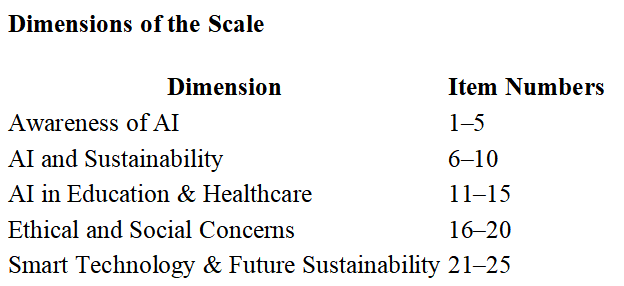 Dimensions of the Scale
Dimension Item Numbers
Awareness of AI 1–5
AI and Sustainability 6–10
AI in Education & Healthcare 11–15
Ethical and Social Concerns 16–20
Smart Technology & Future Sustainability 21–25